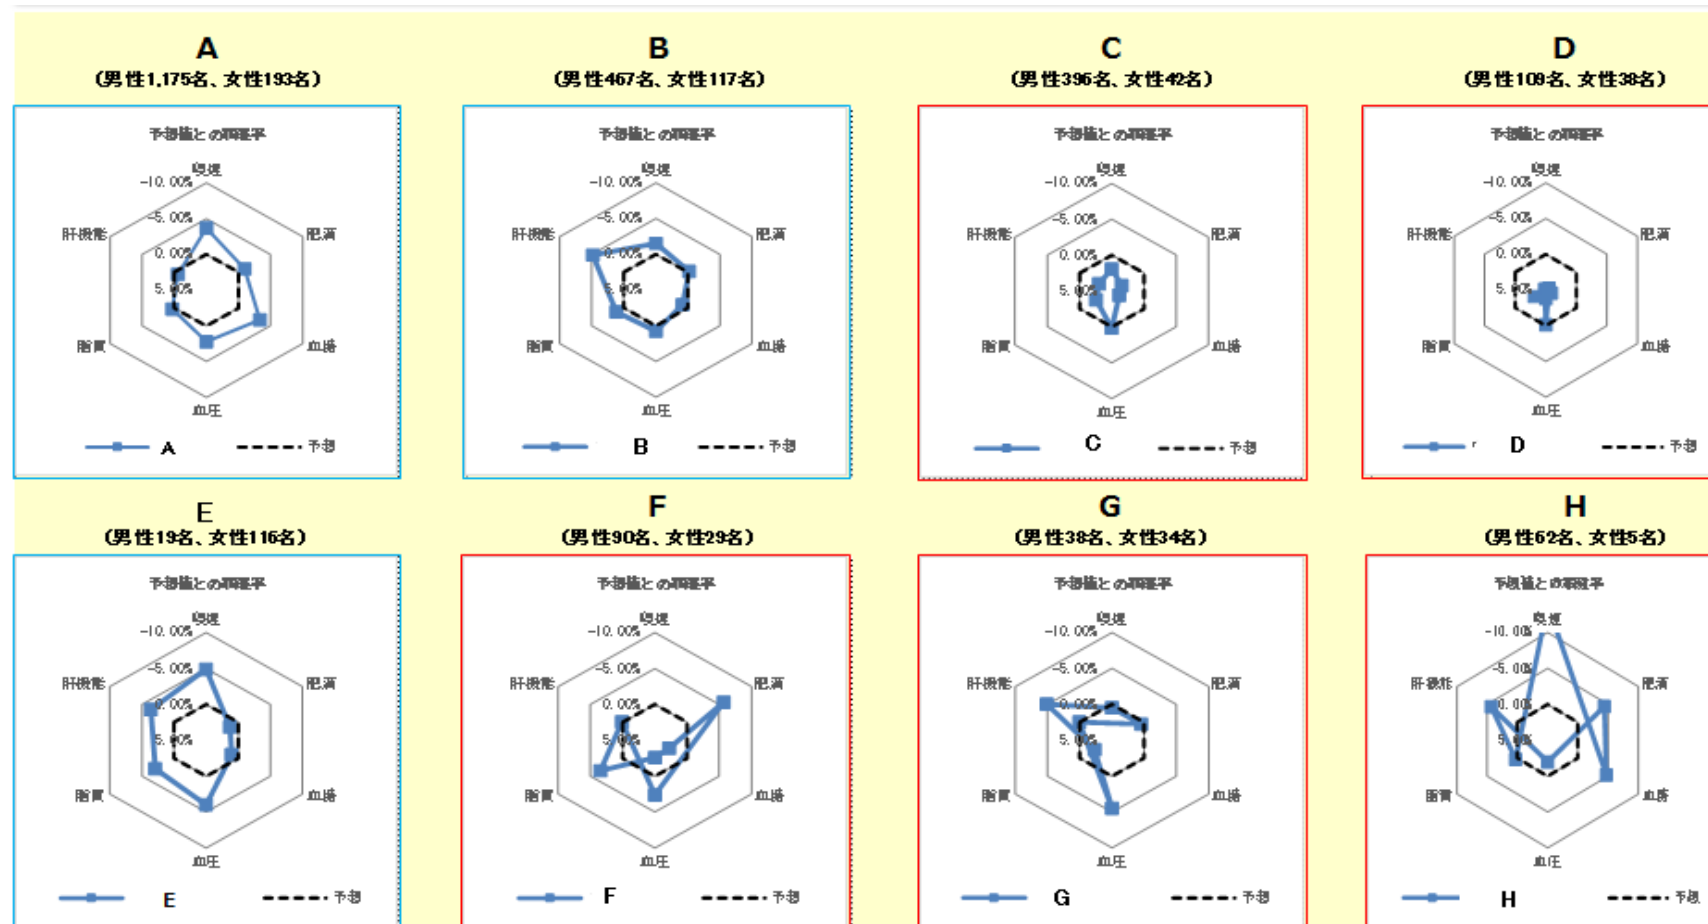 A
(男性1,175名、女性193名)
予想値との乖離率
喫煙
-10.00%
-5.00%
肝機能
肥満
0.00%
5.00%
脂質
血糖
血圧
A
予想
B
(男性467名、女性117名)
予想値との乖離率
喫煙
-10.00%
-5.00%
肝機能
肥満
0.00%
5.00%
脂質
血糖
血圧
B
予想
C
(男性396名、女性42名)
予想値との乖離率
喫煙
-10.00%
-5.00%
肝機能
肥満
0.00%
5.00%
脂質
血糖
血圧
C
予想
D
(男性109名、女性38名)
予想値との乖離率
喫煙
-10.00%
-5.00%
肝機能
肥満
0.00%
5.00%
脂質
血糖
血圧
D
予想
E
(男性19名、女性116名)
予想値との乖離率
喫煙
-10.00%
-5.00%
肝機能
肥満
0.00%
5.00%
脂質
血糖
血圧
E
予想
F
(男性90名、女性29名)
予想値との乖離率
喫煙
-10.00%
-5.00%
肝機能
肥満
0.00%
5.00%
脂質
血糖
血圧
F
予想
G
(男性38名、女性34名)
予想値との乖離率
喫煙
-10.00%
-5.00%
肝機能
肥満
0.00%
5.00%
脂質
血糖
血圧
G
予想
H
(男性62名、女性5名)
予想値との乖離率
喫煙
-10.00%
-5.00%
肝機能
肥満
0.00%
5.00%
脂質
血糖
血圧
H
予想